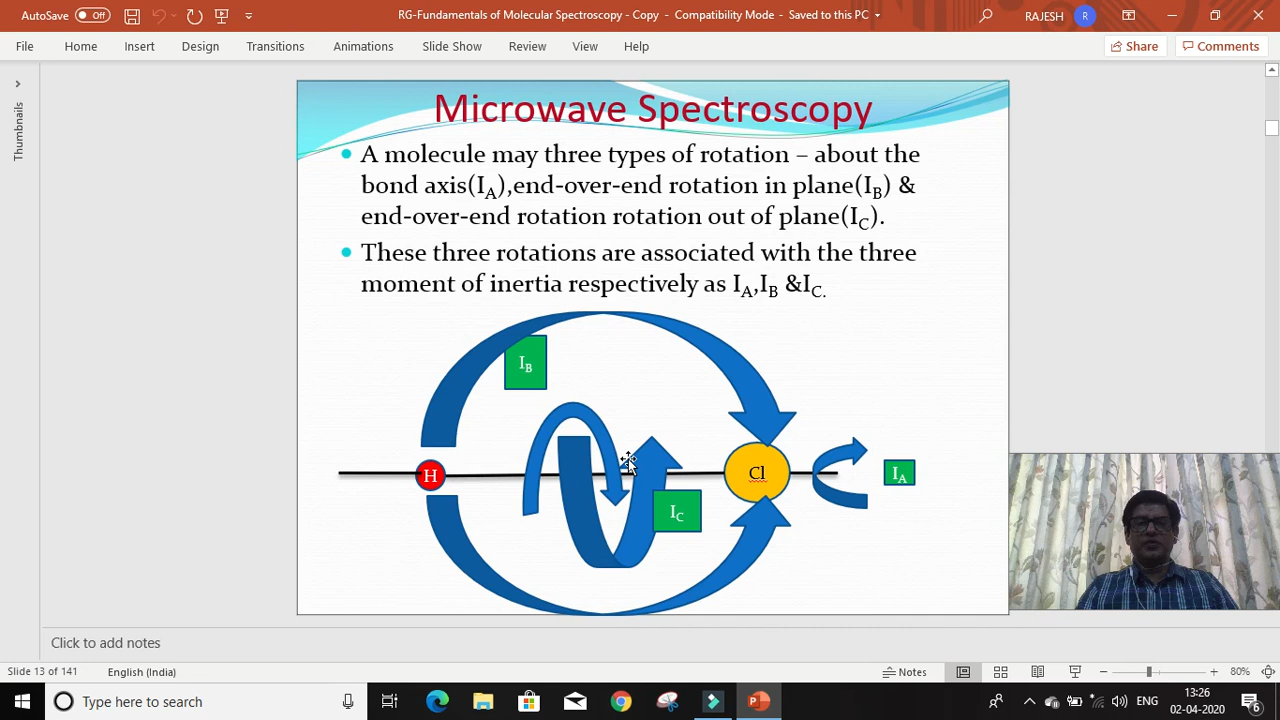 AutoSave Off RG-Fundamentals of Molecular Spectroscopy - Copy - Compatibility Mode - Saved to this PC RAJESH R
File Home Insert Design Transitions Animations Slide Show Review View Help Share Comments
Thumbnails
Microwave Spectroscopy
• A molecule may three types of rotation – about the
bond axis(IA),end-over-end rotation in plane(IB) &
end-over-end rotation rotation out of plane(IC).
• These three rotations are associated with the three
moment of inertia respectively as IA,IB &IC.
IB
H
Cl
IA
IC
Click to add notes
Slide 13 of 141 English (India) Notes 80%
Type here to search
ENG
13:26
02-04-2020
6